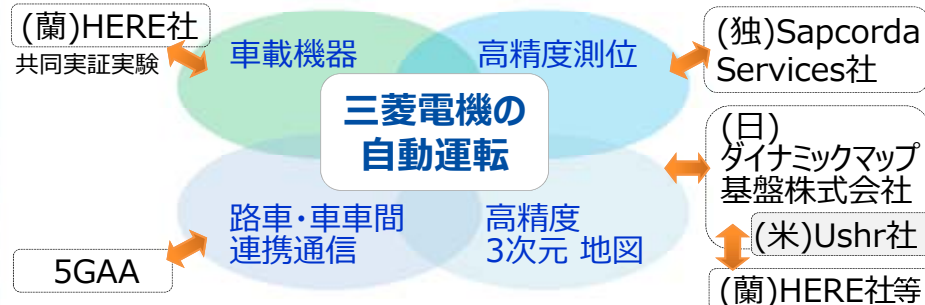 (蘭)HERE社
共同実証実験
車載機器
高精度測位
(独)Sapcorda
Services社
三菱電機の
自動運転
(日)
ダイナミックマップ
基盤株式会社
路車・車車間
連携通信
高精度
3次元 地図
(米)Ushr社
5GAA
(蘭)HERE社等